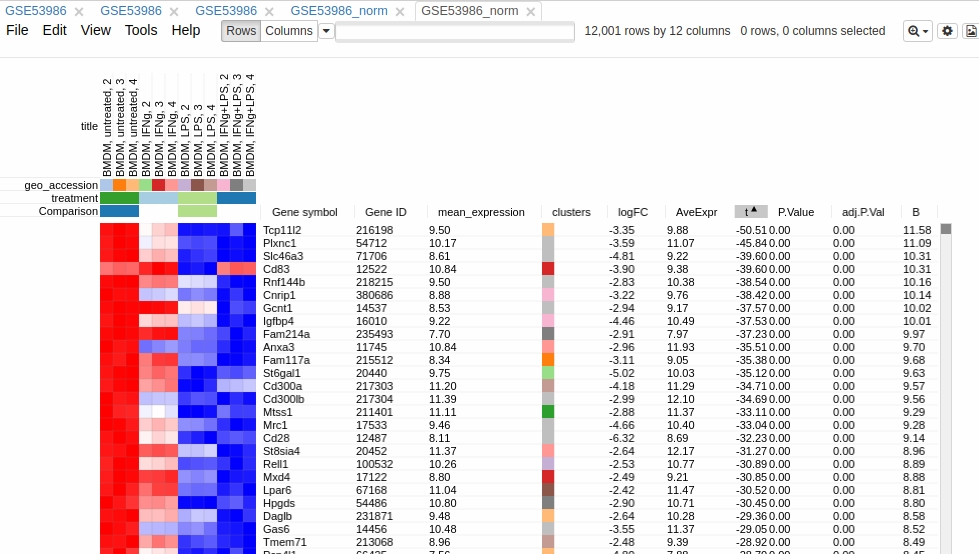 GSE53986 GSE53986 GSE53986 GSE53986_norm GSE53986_norm
File Edit View Tools Help Rows Columns 12,001 rows by 12 columns 0 rows, 0 columns selected
BMDM, untreated, 2
BMDM, untreated, 3
BMDM, untreated, 4
BMDM, IFNg, 2
BMDM, IFNg, 3
BMDM, IFNg, 4
BMDM, LPS, 2
BMDM, LPS, 3
BMDM, LPS, 4
BMDM, IFNg+LPS, 2
BMDM, IFNg+LPS, 3
BMDM, IFNg+LPS, 4
title
geo_accession
treatment
Comparison
Gene symbol Gene ID mean_expression clusters logFC AveExpr t P.Value adj.P.Val B
Tcp11l2 216198 9.50 -3.35 9.88 -50.51 0.00 0.00 11.58
Plxnc1 54712 10.17 -3.59 11.07 -45.84 0.00 0.00 11.09
Slc46a3 71706 8.61 -4.81 9.22 -39.60 0.00 0.00 10.31
Cd83 12522 10.84 -3.90 9.38 -39.60 0.00 0.00 10.31
Rnf144b 218215 9.50 -2.83 10.38 -38.54 0.00 0.00 10.16
Cnrip1 380686 8.88 -3.22 9.76 -38.42 0.00 0.00 10.14
Gcnt1 14537 8.53 -2.94 9.17 -37.57 0.00 0.00 10.02
Igfbp4 16010 9.22 -4.46 10.49 -37.53 0.00 0.00 10.01
Fam214a 235493 7.70 -2.91 7.97 -37.23 0.00 0.00 9.97
Anxa3 11745 10.84 -2.96 11.93 -35.51 0.00 0.00 9.70
Fam117a 215512 8.34 -3.11 9.05 -35.38 0.00 0.00 9.68
St6gal1 20440 9.75 -5.02 10.03 -35.12 0.00 0.00 9.63
Cd300a 217303 11.20 -4.18 11.29 -34.71 0.00 0.00 9.57
Cd300lb 217304 11.39 -2.99 12.10 -34.69 0.00 0.00 9.56
Mtss1 211401 11.11 -2.88 11.37 -33.11 0.00 0.00 9.29
Mrc1 17533 9.46 -4.66 10.40 -33.04 0.00 0.00 9.28
Cd28 12487 8.11 -6.32 8.69 -32.23 0.00 0.00 9.14
St8sia4 20452 11.37 -2.64 12.17 -31.27 0.00 0.00 8.96
Rell1 100532 10.26 -2.53 10.77 -30.89 0.00 0.00 8.89
Mxd4 17122 8.80 -2.49 9.21 -30.85 0.00 0.00 8.88
Lpar6 67168 11.04 -2.42 11.47 -30.52 0.00 0.00 8.81
Hpgds 54486 10.80 -2.90 10.71 -30.45 0.00 0.00 8.80
Daglb 231871 9.48 -2.64 10.28 -29.36 0.00 0.00 8.58
Gas6 14456 10.48 -3.55 11.37 -29.05 0.00 0.00 8.52
Tmem71 213068 8.96 -2.48 9.39 -28.92 0.00 0.00 8.49